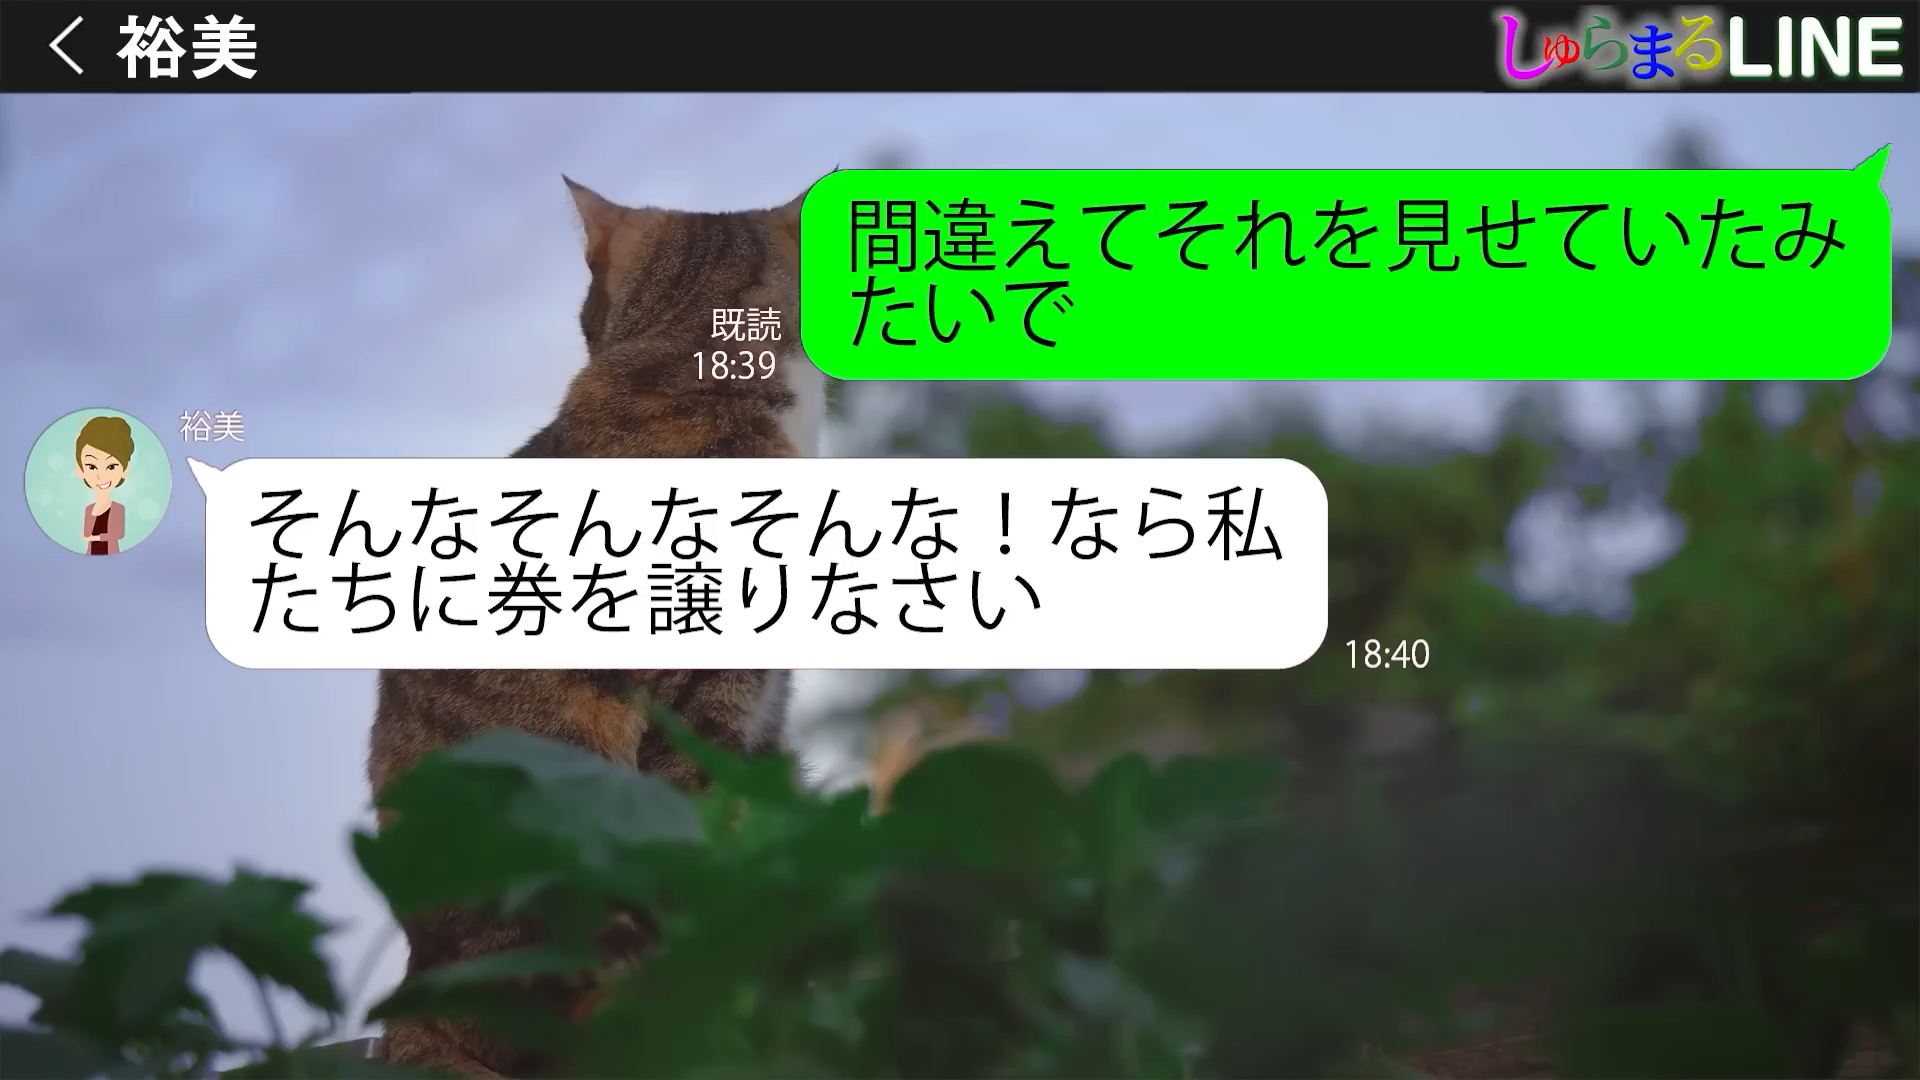 裕美
しゅらまるLINE
間違えてそれを見せていたみ
たいで
既読
18:39
裕美
そんなそんなそんな！なら私
たちに券を譲りなさい
18:40